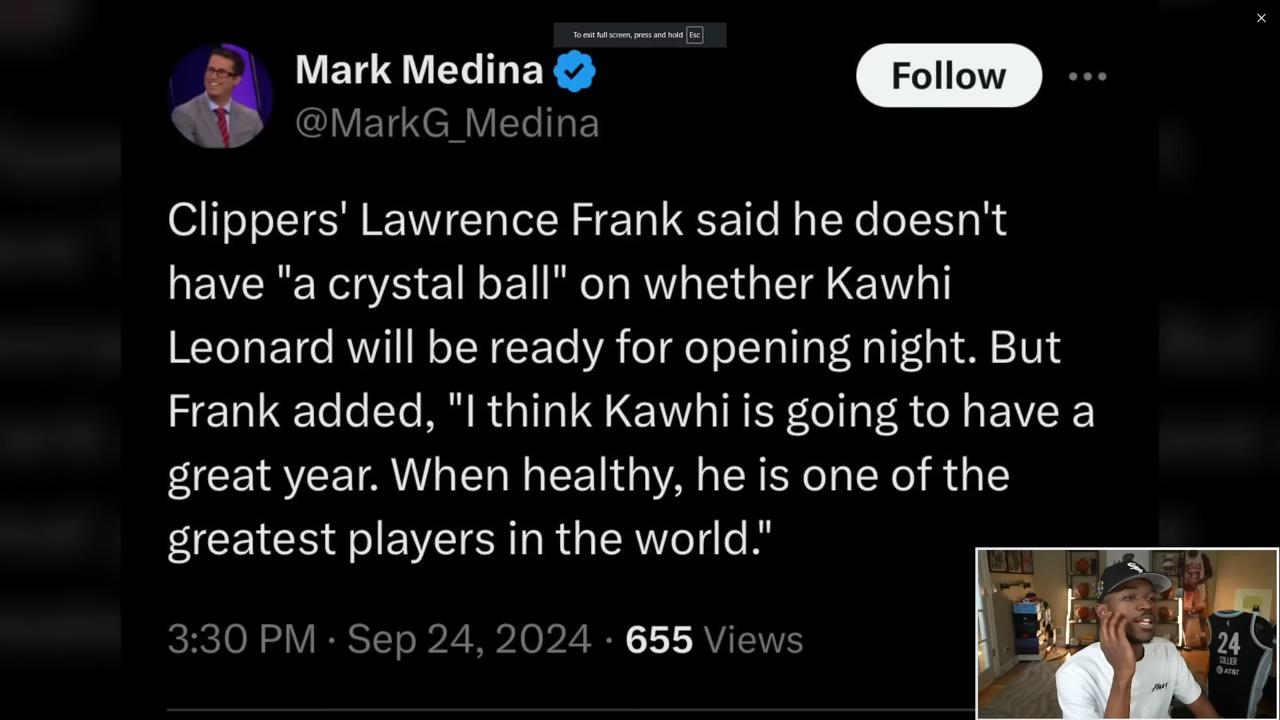 To exit full screen, press and hold Esc
Mark Medina
@MarkG_Medina
Follow
Clippers' Lawrence Frank said he doesn't
have "a crystal ball" on whether Kawhi
Leonard will be ready for opening night. But
Frank added, "I think Kawhi is going to have a
great year. When healthy, he is one of the
greatest players in the world."
3:30 PM · Sep 24, 2024 · 655 Views
24
COLLIER
AT&T